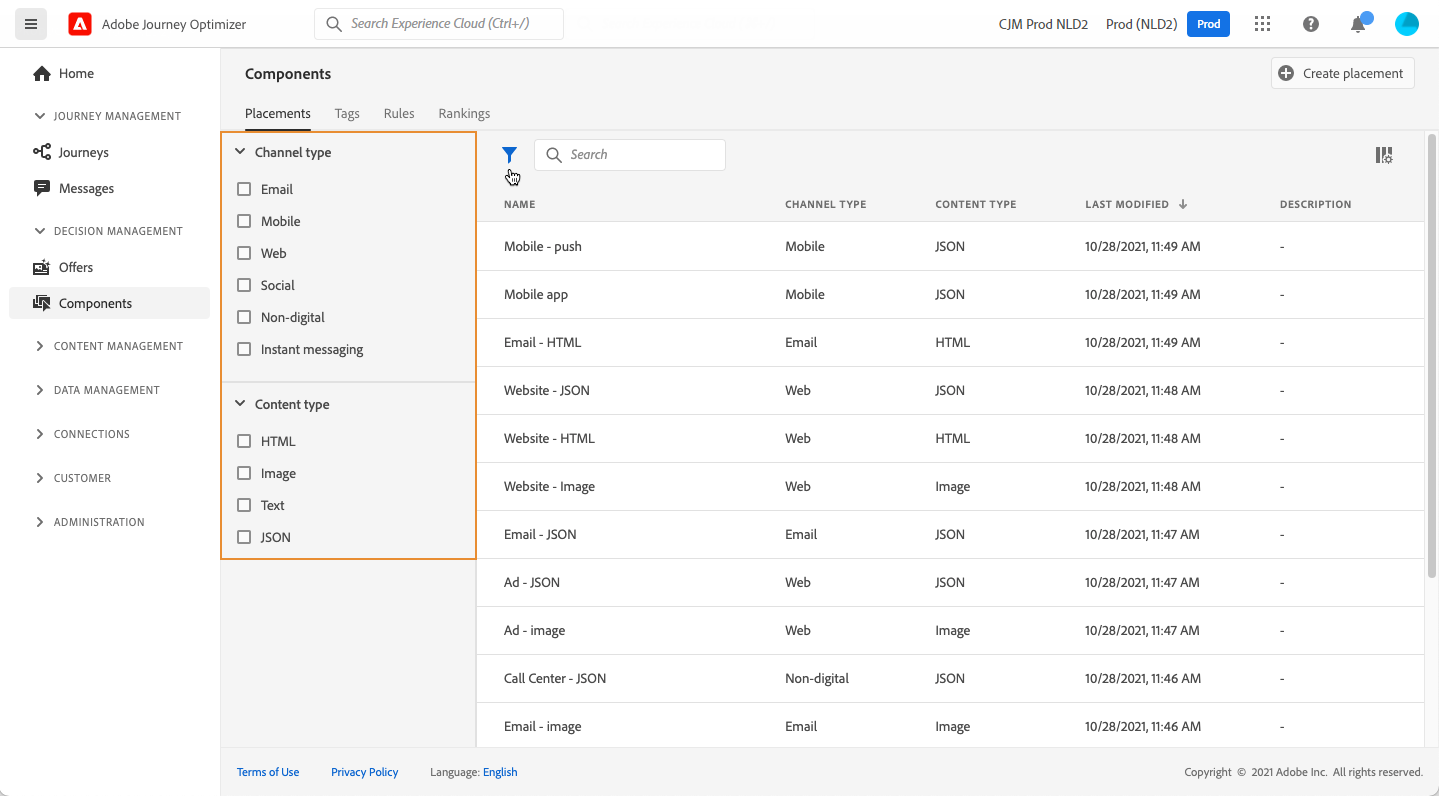 Adobe Journey Optimizer
Search Experience Cloud (Ctrl+/)
CJM Prod NLD2 Prod (NLD2) Prod
Home
JOURNEY MANAGEMENT
Journeys
Messages
DECISION MANAGEMENT
Offers
Components
CONTENT MANAGEMENT
DATA MANAGEMENT
CONNECTIONS
CUSTOMER
ADMINISTRATION
Components
Create placement
Placements Tags Rules Rankings
Channel type
Email
Mobile
Web
Social
Non-digital
Instant messaging
Content type
HTML
Image
Text
JSON
Search
NAME CHANNEL TYPE CONTENT TYPE LAST MODIFIED DESCRIPTION
Mobile - push Mobile JSON 10/28/2021, 11:49 AM -
Mobile app Mobile JSON 10/28/2021, 11:49 AM -
Email - HTML Email HTML 10/28/2021, 11:49 AM -
Website - JSON Web JSON 10/28/2021, 11:48 AM -
Website - HTML Web HTML 10/28/2021, 11:48 AM -
Website - Image Web Image 10/28/2021, 11:48 AM -
Email - JSON Email JSON 10/28/2021, 11:47 AM -
Ad - JSON Web JSON 10/28/2021, 11:47 AM -
Ad - image Web Image 10/28/2021, 11:47 AM -
Call Center - JSON Non-digital JSON 10/28/2021, 11:46 AM -
Email - image Email Image 10/28/2021, 11:46 AM -
Terms of Use Privacy Policy Language: English
Copyright © 2021 Adobe Inc. All rights reserved.